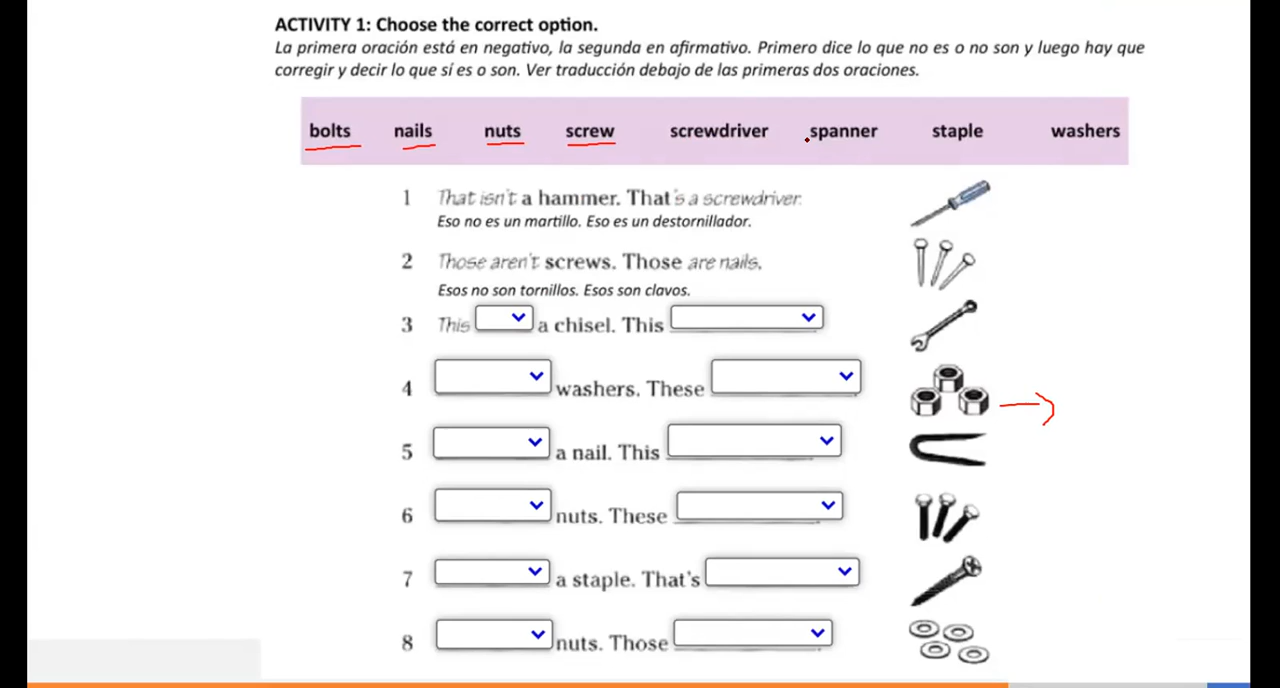 ACTIVITY 1: Choose the correct option.
La primera oración está en negativo, la segunda en afirmativo. Primero dice lo que no es o no son y luego hay que
corregir y decir lo que sí es o son. Ver traducción debajo de las primeras dos oraciones.
bolts nails nuts screw screwdriver spanner staple washers
1 That isn't a hammer. That's a screwdriver.
Eso no es un martillo. Eso es un destornillador.
2 Those aren't screws. Those are nails.
Esos no son tornillos. Esos son clavos.
3 This a chisel. This
4 washers. These
5 a nail. This
6 nuts. These
7 a staple. That's
8 nuts. Those